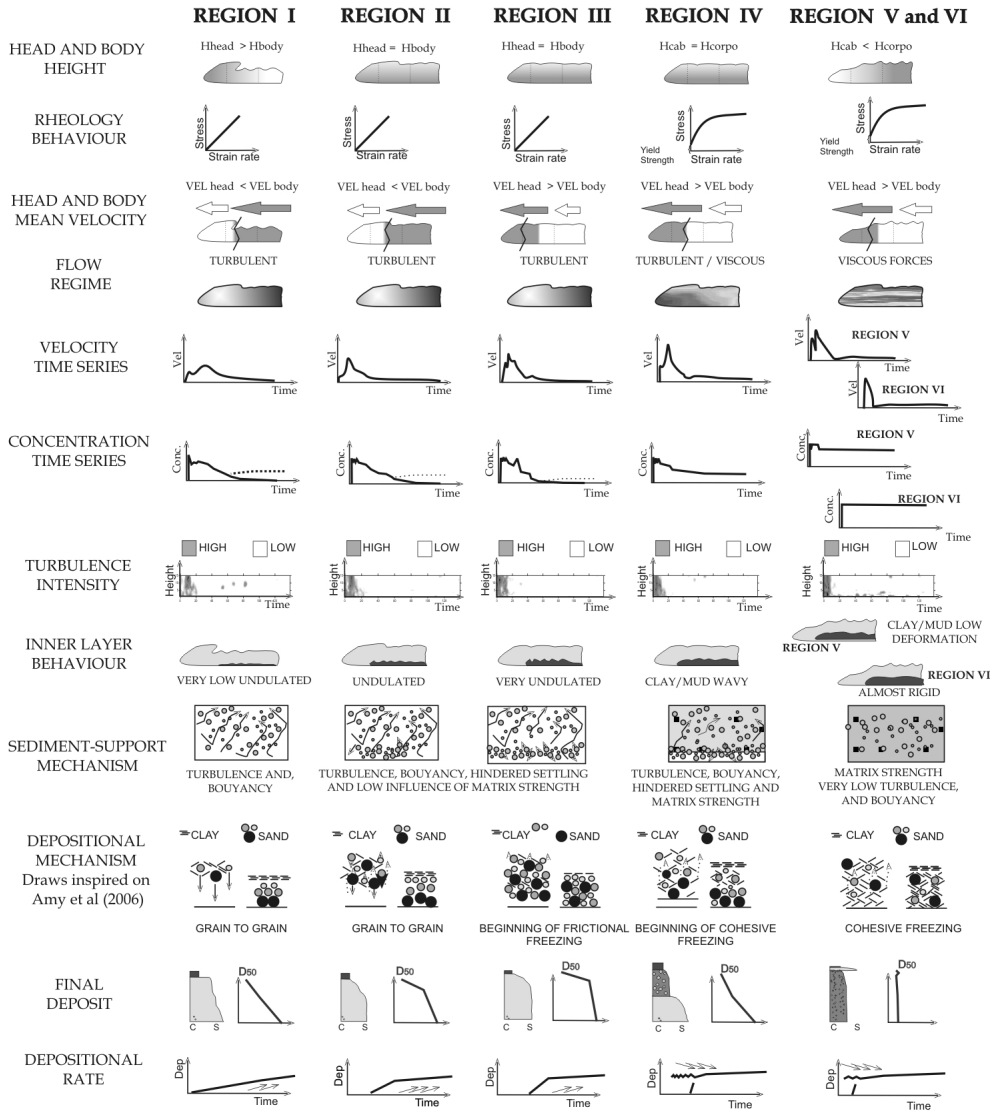 REGION I REGION II REGION III REGION IV REGION V and VI
HEAD AND BODY
HEIGHT
Hhead > Hbody Hhead = Hbody Hhead = Hbody Hcab = Hcorpo Hcab < Hcorpo
RHEOLOGY
BEHAVIOUR
Stress Stress Stress Stress Stress
Yield
Strength
Yield
Strength
Strain rate Strain rate Strain rate Strain rate Strain rate
HEAD AND BODY
MEAN VELOCITY
VEL head < VEL body VEL head < VEL body VEL head > VEL body VEL head > VEL body VEL head > VEL body
FLOW
REGIME
TURBULENT TURBULENT TURBULENT TURBULENT / VISCOUS VISCOUS FORCES
VELOCITY
TIME SERIES
Vel Vel Vel Vel Vel REGION V
Time Time Time Time Time
Vel REGION VI
Time
CONCENTRATION
TIME SERIES
Conc. Conc. Conc. Conc. Conc. REGION V
Time Time Time Time Time
Conc. REGION VI
Time
TURBULENCE
INTENSITY
HIGH LOW HIGH LOW HIGH LOW HIGH LOW HIGH LOW
Height Height Height Height Height
Time Time Time Time Time
INNER LAYER
BEHAVIOUR
CLAY/MUD LOW
DEFORMATION
REGION V
REGION VI
VERY LOW UNDULATED UNDULATED VERY UNDULATED CLAY/MUD WAVY ALMOST RIGID
SEDIMENT-SUPPORT
MECHANISM
TURBULENCE AND,
BOUYANCY
TURBULENCE, BOUYANCY, HINDERED SETTLING
AND LOW INFLUENCE OF MATRIX STRENGTH
TURBULENCE, BOUYANCY,
HINDERED SETTLING AND
MATRIX STRENGTH
MATRIX STRENGTH
VERY LOW TURBULENCE,
AND BOUYANCY
DEPOSITIONAL
MECHANISM
Draws inspired on
Amy et al (2006)
CLAY SAND CLAY SAND CLAY SAND CLAY SAND CLAY SAND
GRAIN TO GRAIN
GRAIN TO GRAIN
BEGINNING OF FRICTIONAL
FREEZING
BEGINNING OF COHESIVE
FREEZING
COHESIVE FREEZING
FINAL
DEPOSIT
D50 D50 D50 D50 D50
C S C S C S C S C S
DEPOSITIONAL
RATE
Dep Dep Dep Dep Dep
Time Time Time Time Time